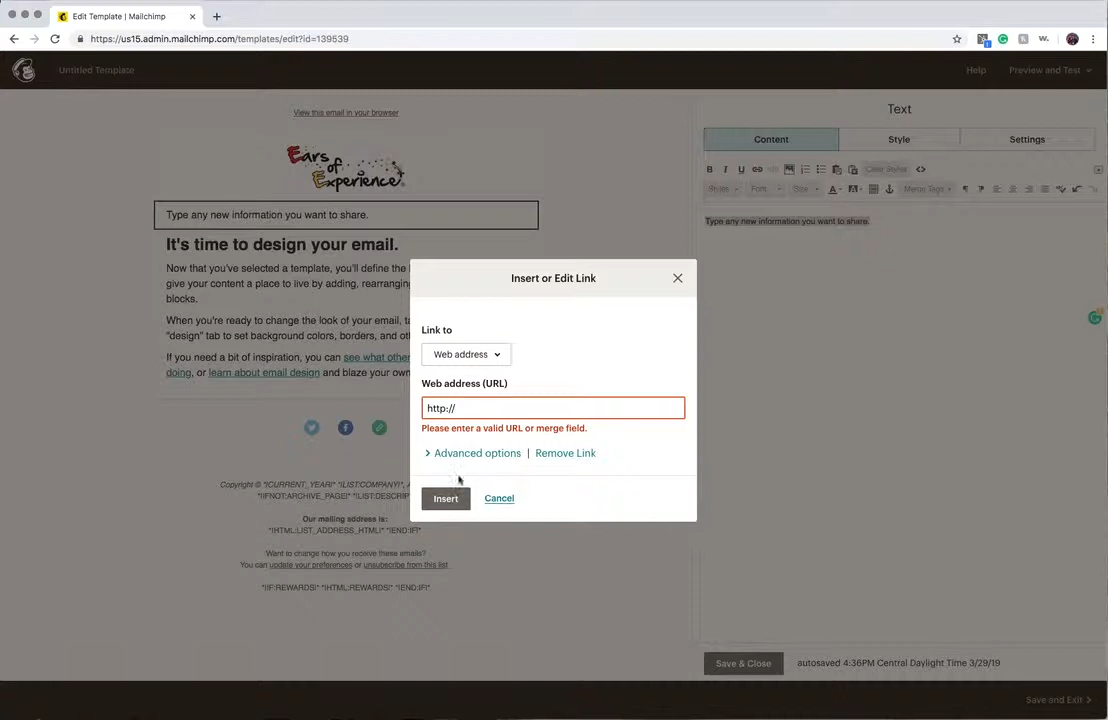 Edit Template | Mailchimp
https://us15.admin.mailchimp.com/templates/edit?id=139539
Untitled Template
Help
Preview and Test
View this email in your browser
Ears
of
Experience
Type any new information you want to share.
It's time to design your email.
Now that you've selected a template, you'll define the
give your content a place to live by adding, rearranging
blocks.
When you're ready to change the look of your email,
"design" tab to set background colors, borders, and
If you need a bit of inspiration, you can see what other
doing, or learn about email design and blaze your own
Copyright © *|CURRENT_YEAR|* *|LIST:COMPANY|*,
*|IFNOT:ARCHIVE_PAGE|* *|LIST:DESCRIP
Our mailing address is:
*|HTML:LIST_ADDRESS_HTML|* *|END:IF|*
Want to change how you receive these emails?
You can update your preferences or unsubscribe from this list
*|IF:REWARDS|* *|HTML:REWARDS|* *|END:IF|*
Insert or Edit Link
Link to
Web address
Web address (URL)
http://
Please enter a valid URL or merge field.
Advanced options | Remove Link
Insert
Cancel
Text
Content
Style
Settings
B I U
Clear Styles
Styles
Font
Size
A
A
Merge Tags
Type any new information you want to share.
Save & Close
autosaved 4:36PM Central Daylight Time 3/29/19
Save and Exit